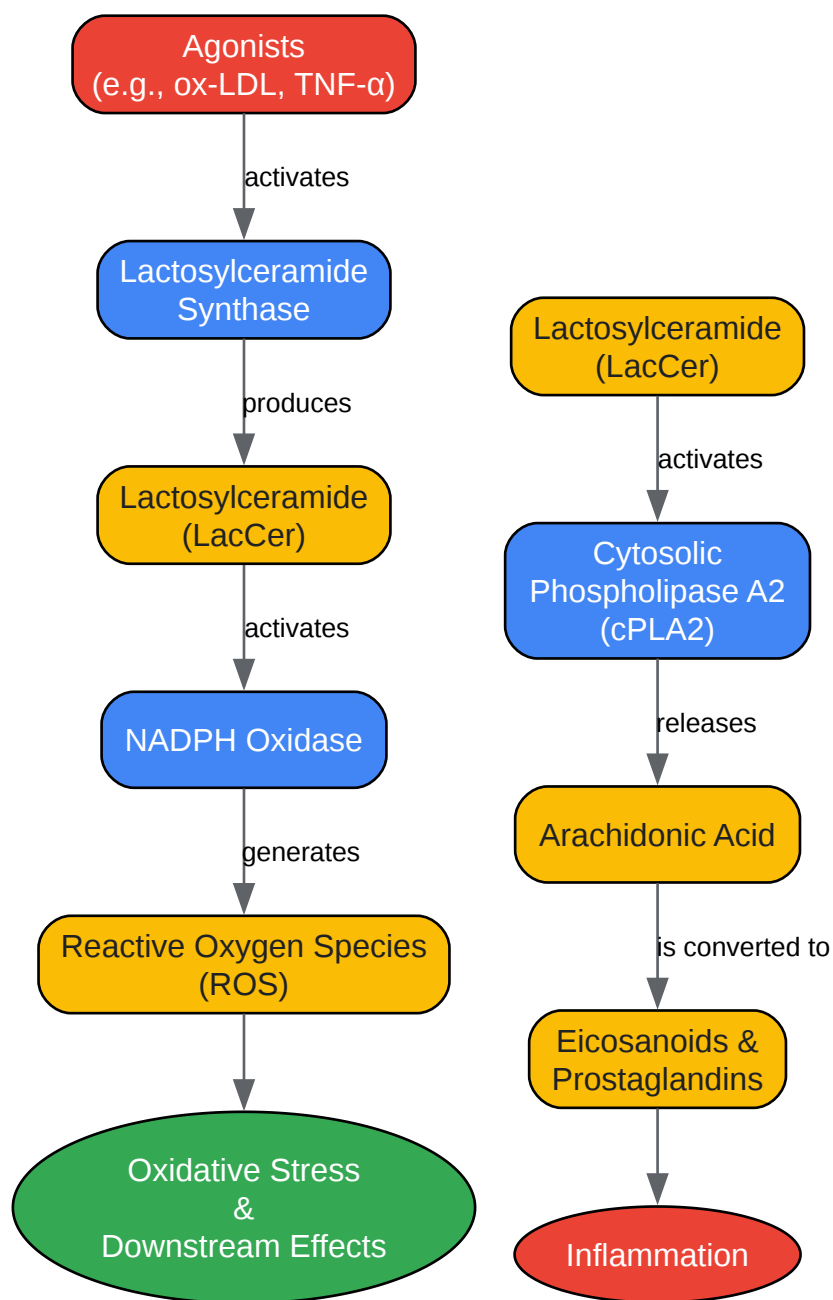 Agonists
(e.g., ox-LDL, TNF-α)
activates
Lactosylceramide
Synthase
produces
Lactosylceramide
(LacCer)
activates
NADPH Oxidase
generates
Reactive Oxygen Species
(ROS)
Oxidative Stress
&
Downstream Effects
Lactosylceramide
(LacCer)
activates
Cytosolic
Phospholipase A2
(cPLA2)
releases
Arachidonic Acid
is converted to
Eicosanoids &
Prostaglandins
Inflammation